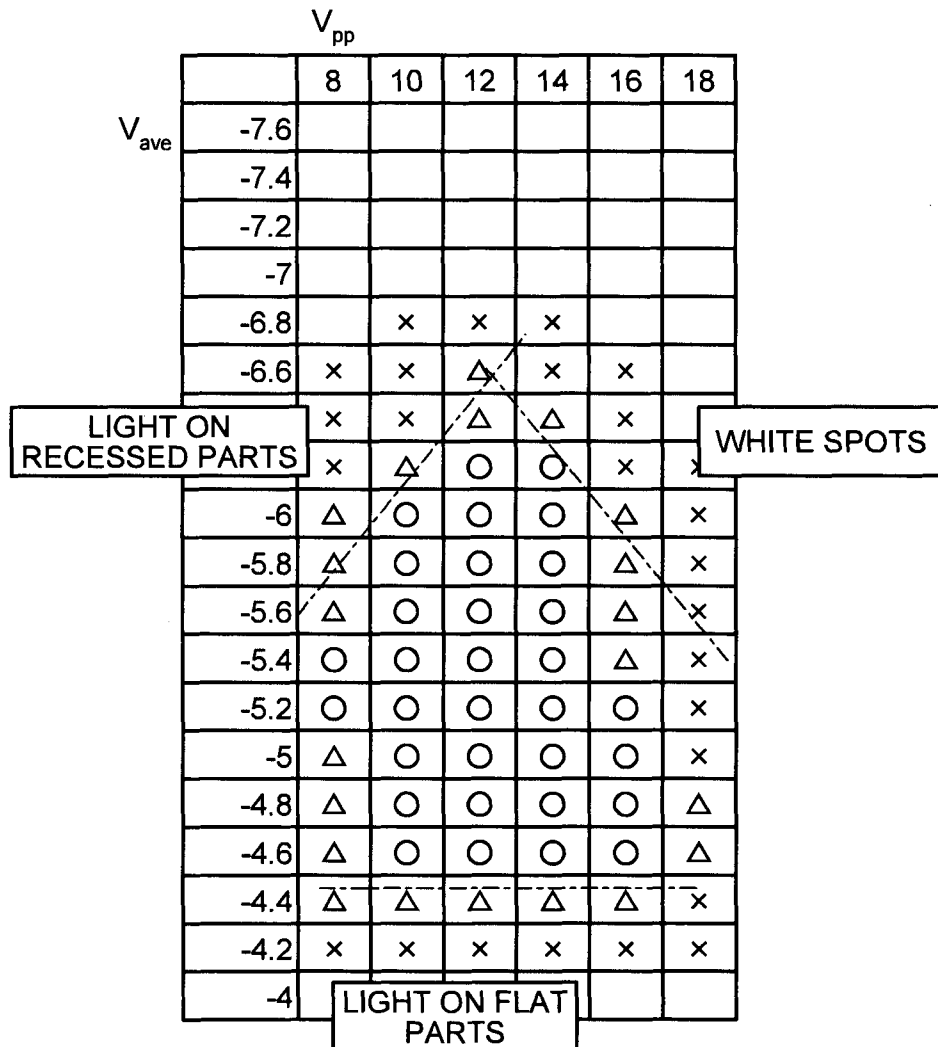 V_pp
8 10 12 14 16 18
V_ave -7.6
-7.4
-7.2
-7
-6.8 × × ×
-6.6 × × △ × ×
× × △ △ ×
× △ ○ ○ × ×
-6 △ ○ ○ ○ △ ×
-5.8 △ ○ ○ ○ △ ×
-5.6 △ ○ ○ ○ △ ×
-5.4 ○ ○ ○ ○ △ ×
-5.2 ○ ○ ○ ○ ○ ×
-5 △ ○ ○ ○ ○ ×
-4.8 △ ○ ○ ○ ○ △
-4.6 △ ○ ○ ○ ○ △
-4.4 △ △ △ △ △ ×
-4.2 × × × × × ×
-4
LIGHT ON
RECESSED PARTS
WHITE SPOTS
LIGHT ON FLAT
PARTS